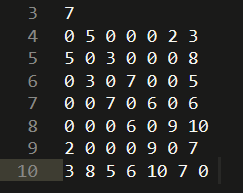 3 7
4 0 5 0 0 0 2 3
5 5 0 3 0 0 0 8
6 0 3 0 7 0 0 5
7 0 0 7 0 6 0 6
8 0 0 0 6 0 9 10
9 2 0 0 0 9 0 7
10 3 8 5 6 10 7 0